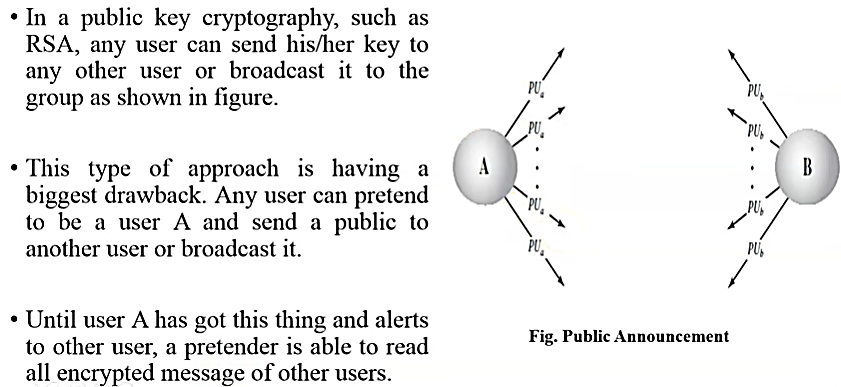 • In a public key cryptography, such as
RSA, any user can send his/her key to
any other user or broadcast it to the
group as shown in figure.
• This type of approach is having a
biggest drawback. Any user can pretend
to be a user A and send a public to
another user or broadcast it.
• Until user A has got this thing and alerts
to other user, a pretender is able to read
all encrypted message of other users.
PUa
PUa
A
PUa
PUa
PUb
PUb
B
PUb
PUb
Fig. Public Announcement